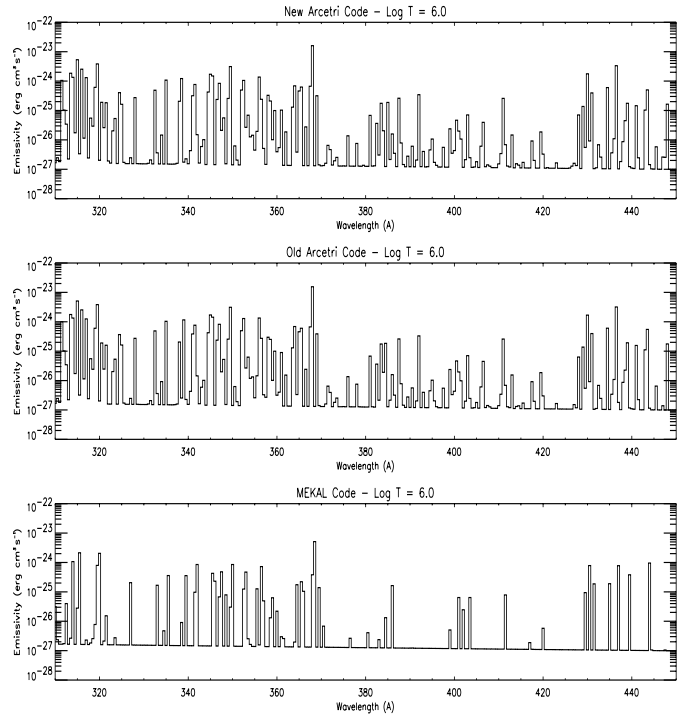 New Arcetri Code – Log T = 6.0
Emissivity (erg cm³ s⁻¹)
10⁻²²
10⁻²³
10⁻²⁴
10⁻²⁵
10⁻²⁶
10⁻²⁷
10⁻²⁸
320 340 360 380 400 420 440
Wavelength (A)
Old Arcetri Code – Log T = 6.0
Emissivity (erg cm³ s⁻¹)
10⁻²²
10⁻²³
10⁻²⁴
10⁻²⁵
10⁻²⁶
10⁻²⁷
10⁻²⁸
320 340 360 380 400 420 440
Wavelength (A)
MEKAL Code – Log T = 6.0
Emissivity (erg cm³ s⁻¹)
10⁻²²
10⁻²³
10⁻²⁴
10⁻²⁵
10⁻²⁶
10⁻²⁷
10⁻²⁸
320 340 360 380 400 420 440
Wavelength (A)